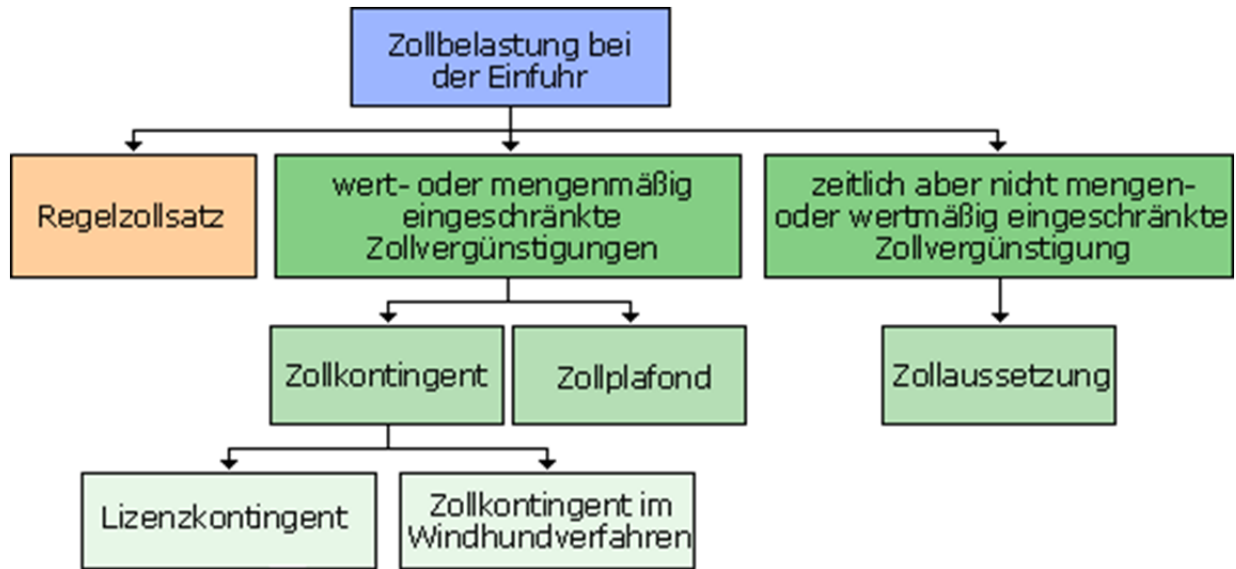 Zollbelastung bei
der Einfuhr
Regelzollsatz
wert- oder mengenmäßig
eingeschränkte
Zollvergünstigungen
zeitlich aber nicht mengen-
oder wertmäßig eingeschränkte
Zollvergünstigung
Zollkontingent
Zollplafond
Zollaussetzung
Lizenzkontingent
Zollkontingent im
Windhundverfahren